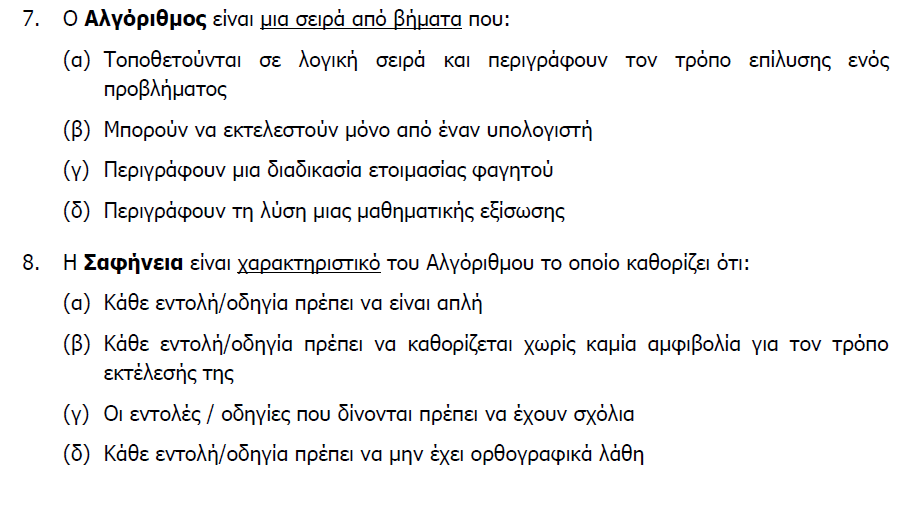 7. Ο Αλγόριθμος είναι μια σειρά από βήματα που:
(α) Τοποθετούνται σε λογική σειρά και περιγράφουν τον τρόπο επίλυσης ενός
προβλήματος
(β) Μπορούν να εκτελεστούν μόνο από έναν υπολογιστή
(γ) Περιγράφουν μια διαδικασία ετοιμασίας φαγητού
(δ) Περιγράφουν τη λύση μιας μαθηματικής εξίσωσης
8. Η Σαφήνεια είναι χαρακτηριστικό του Αλγόριθμου το οποίο καθορίζει ότι:
(α) Κάθε εντολή/οδηγία πρέπει να είναι απλή
(β) Κάθε εντολή/οδηγία πρέπει να καθορίζεται χωρίς καμία αμφιβολία για τον τρόπο
εκτέλεσής της
(γ) Οι εντολές / οδηγίες που δίνονται πρέπει να έχουν σχόλια
(δ) Κάθε εντολή/οδηγία πρέπει να μην έχει ορθογραφικά λάθη